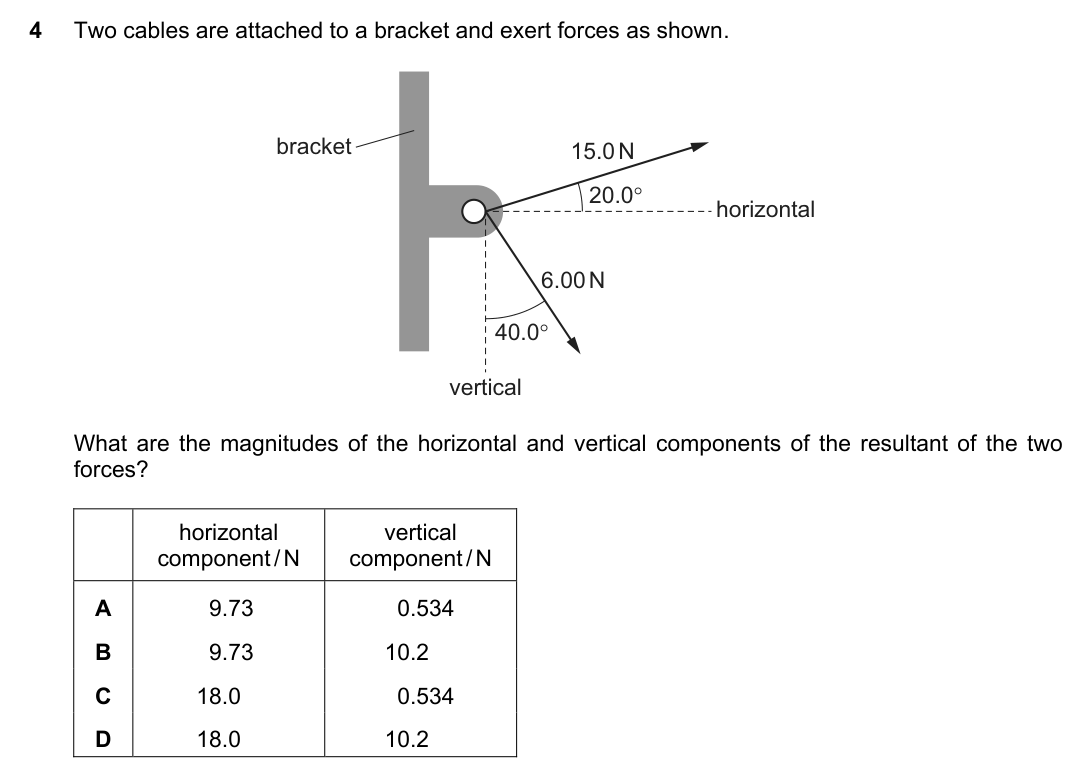 4 Two cables are attached to a bracket and exert forces as shown.
bracket
15.0 N
20.0°
horizontal
6.00 N
40.0°
vertical
What are the magnitudes of the horizontal and vertical components of the resultant of the two
forces?
horizontal component / N vertical component / N
A 9.73 0.534
B 9.73 10.2
C 18.0 0.534
D 18.0 10.2